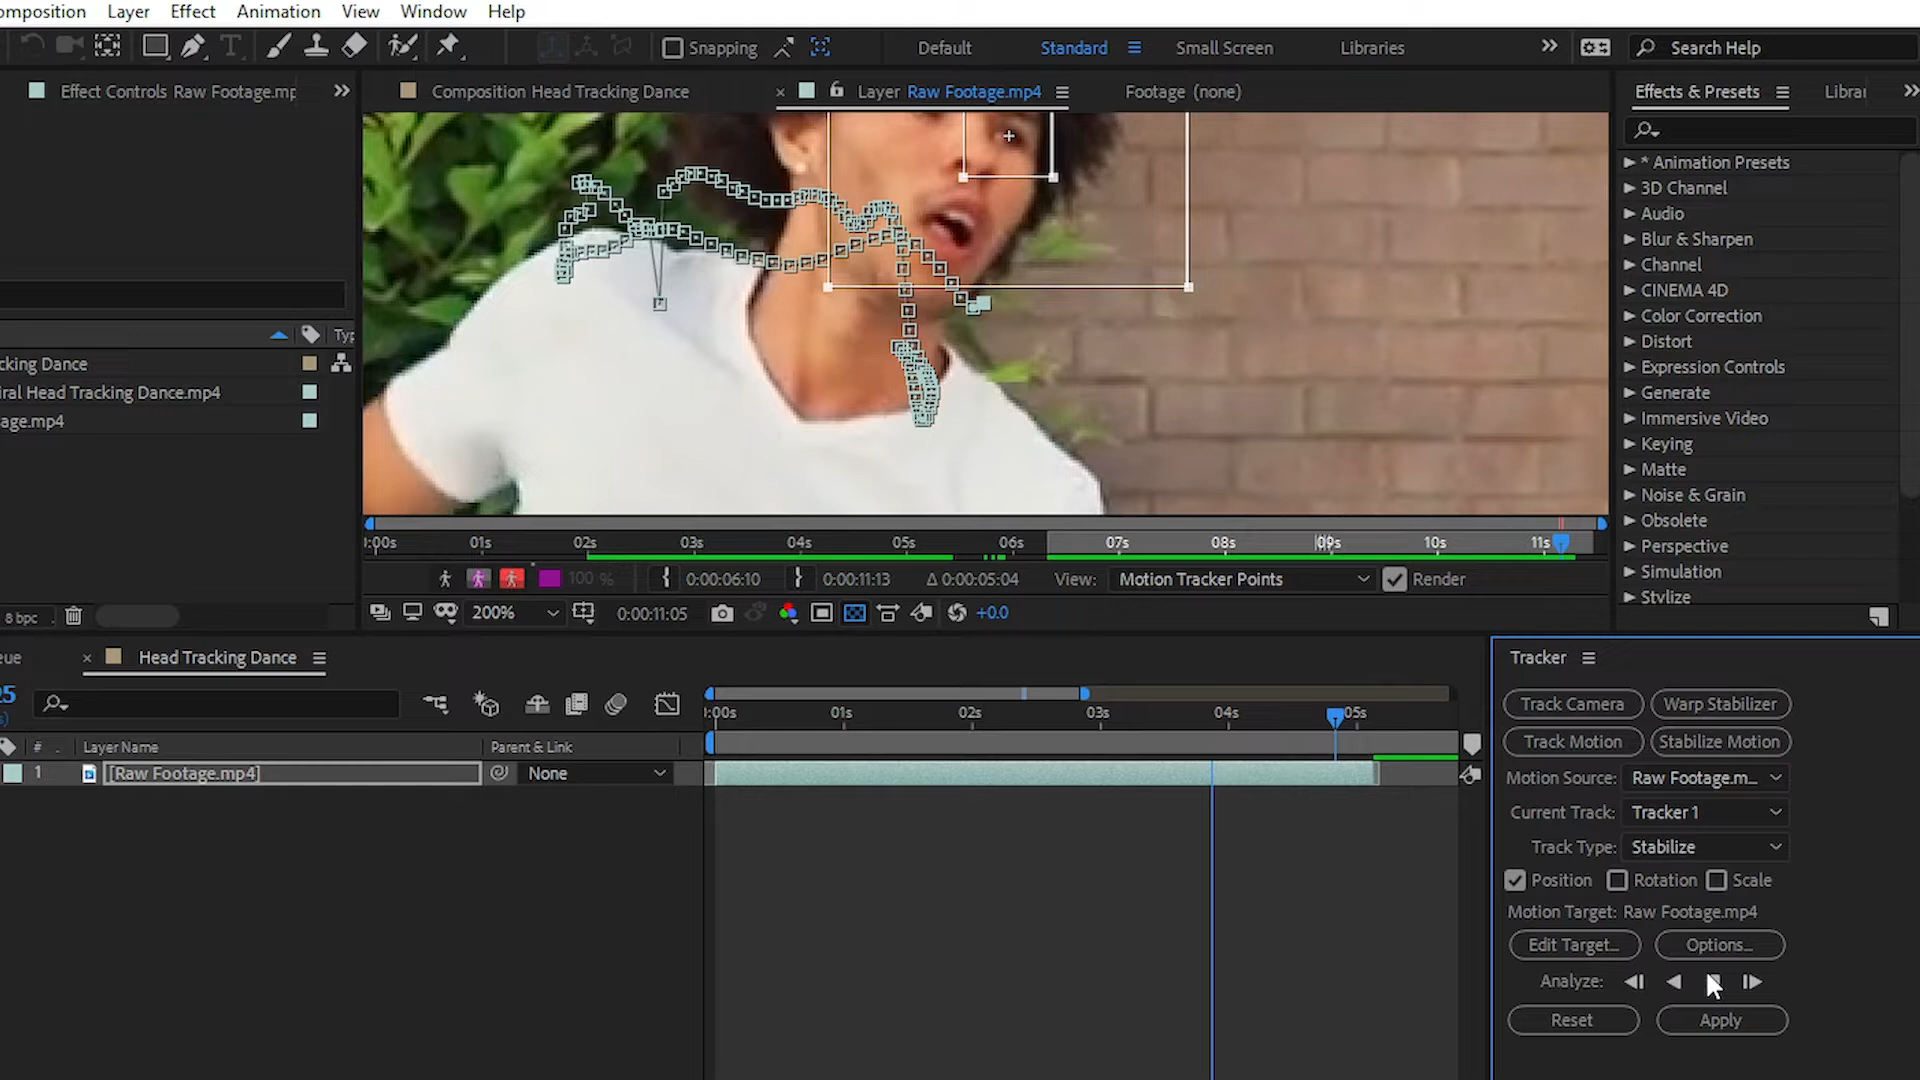 omposition Layer Effect Animation View Window Help
Snapping Default Standard Small Screen Libraries Search Help
Effect Controls Raw Footage.mp
Composition Head Tracking Dance
Layer Raw Footage.mp4
Footage (none)
Effects & Presets
Librar
* Animation Presets
3D Channel
Audio
Blur & Sharpen
Channel
CINEMA 4D
Color Correction
Distort
Expression Controls
Generate
Immersive Video
Keying
Matte
Noise & Grain
Obsolete
Perspective
Simulation
Stylize
Typ
cking Dance
iral Head Tracking Dance.mp4
age.mp4
8 bpc
:00s 01s 02s 03s 04s 05s 06s 07s 08s 09s 10s 11s
100 % 0:00:06:10 0:00:11:13 Δ 0:00:05:04 View: Motion Tracker Points Render
200% 0:00:11:05 +0.0
eue
Head Tracking Dance
25
s)
:00s 01s 02s 03s 04s 05s
# . Layer Name Parent & Link
1 [Raw Footage.mp4] None
Tracker
Track Camera Warp Stabilizer
Track Motion Stabilize Motion
Motion Source: Raw Footage.m...
Current Track: Tracker 1
Track Type: Stabilize
Position Rotation Scale
Motion Target: Raw Footage.mp4
Edit Target... Options...
Analyze:
Reset Apply